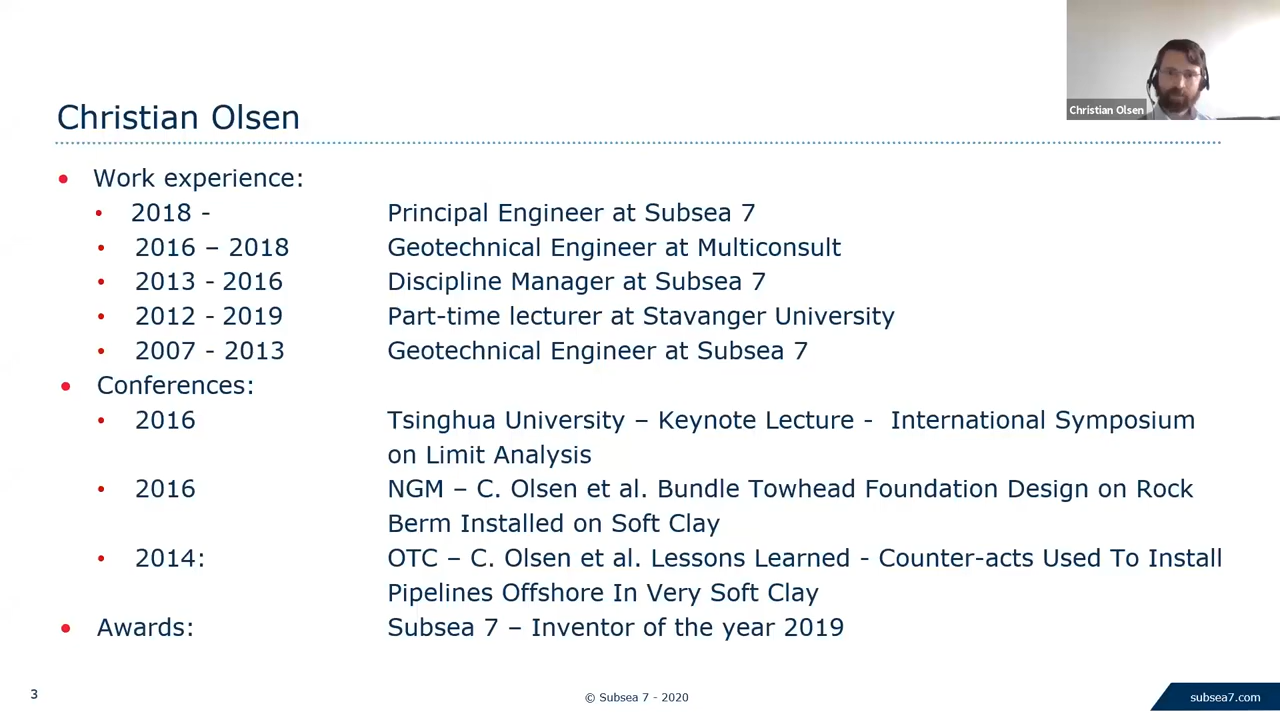 Christian Olsen
Christian Olsen
Work experience:
2018 - Principal Engineer at Subsea 7
2016 – 2018 Geotechnical Engineer at Multiconsult
2013 - 2016 Discipline Manager at Subsea 7
2012 - 2019 Part-time lecturer at Stavanger University
2007 - 2013 Geotechnical Engineer at Subsea 7
Conferences:
2016 Tsinghua University – Keynote Lecture - International Symposium
on Limit Analysis
2016 NGM – C. Olsen et al. Bundle Towhead Foundation Design on Rock
Berm Installed on Soft Clay
2014: OTC – C. Olsen et al. Lessons Learned - Counter-acts Used To Install
Pipelines Offshore In Very Soft Clay
Awards: Subsea 7 – Inventor of the year 2019
3
© Subsea 7 - 2020
subsea7.com